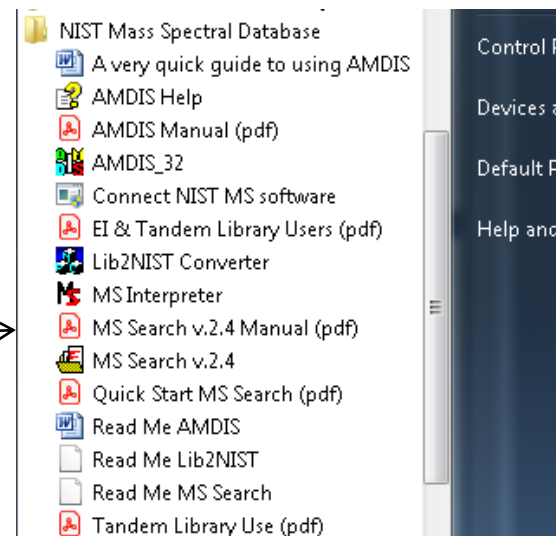 NIST Mass Spectral Database
A very quick guide to using AMDIS
AMDIS Help
AMDIS Manual (pdf)
AMDIS_32
Connect NIST MS software
EI & Tandem Library Users (pdf)
Lib2NIST Converter
MS Interpreter
MS Search v.2.4 Manual (pdf)
MS Search v.2.4
Quick Start MS Search (pdf)
Read Me AMDIS
Read Me Lib2NIST
Read Me MS Search
Tandem Library Use (pdf)
Control P
Devices a
Default P
Help and